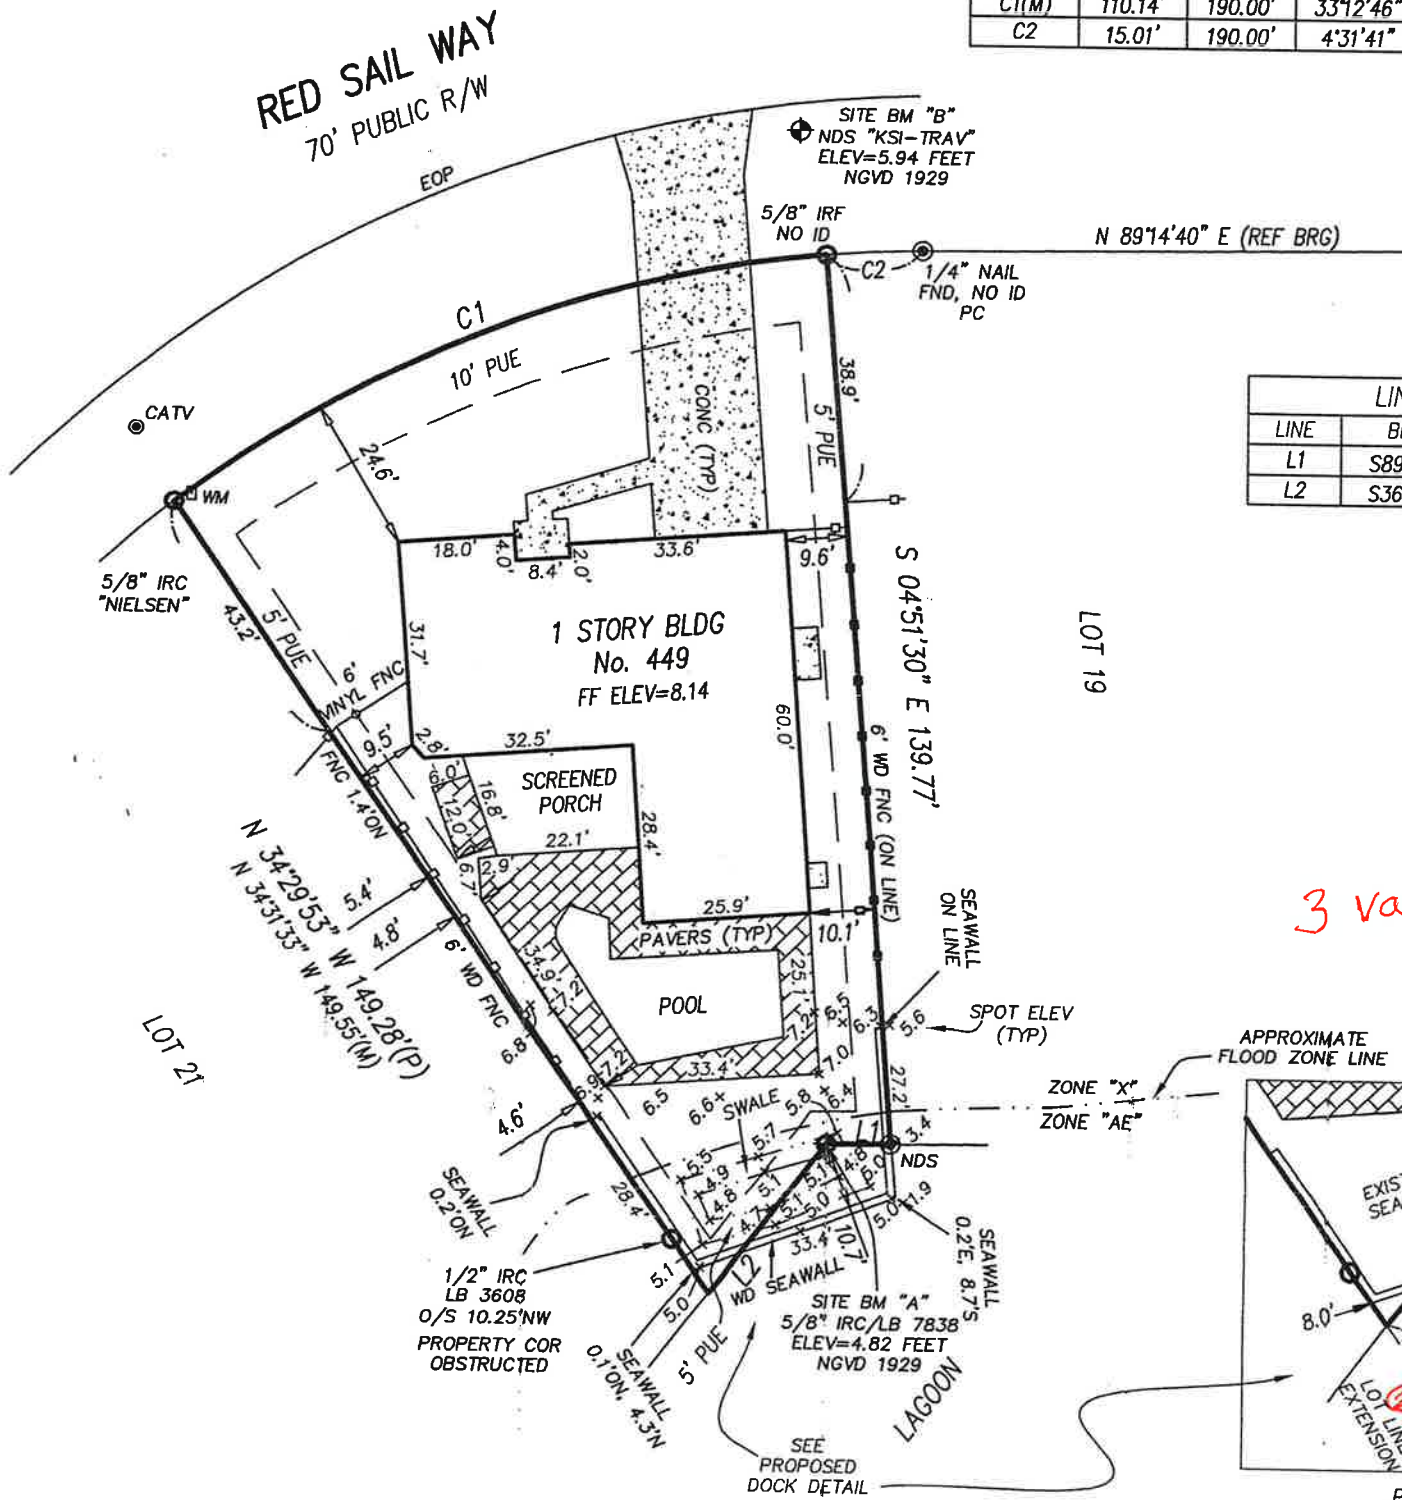 C1(M) 110.14' 190.00' 33°12'46"
C2 15.01' 190.00' 4°31'41"
RED SAIL WAY
70' PUBLIC R/W
EOP
SITE BM "B"
NDS "KSI-TRAV"
ELEV=5.94 FEET
NGVD 1929
5/8" IRF
NO ID
C2
1/4" NAIL
FND, NO ID
PC
N 89°14'40" E (REF BRG)
C1
10' PUE
CONC (TYP)
38.9'
5' PUE
CATV
WM
24.6'
LINE
LINE
L1 S89
L2 S36
5/8" IRC
"NIELSEN"
43.2'
5' PUE
18.0'
4.0'
8.4'
2.0'
33.6'
9.6'
1 STORY BLDG
No. 449
FF ELEV=8.14
31.7'
60.0'
S 04°51'30" E 139.77'
LOT 19
6'
VNYL FNC
9.5'
FNC 1.4'ON
2.8'
32.5'
SCREENED
PORCH
6.0'
12.0'
16.8'
28.4'
22.1'
2.9'
6.7'
6' WD FNC (ON LINE)
25.9'
PAVERS (TYP)
10.1'
SEAWALL
ON LINE
N 34°29'53" W 149.28'(P)
N 34°31'33" W 149.55'(M)
5.4'
4.8'
6' WD FNC
34.9'
7.2
25.1'
POOL
7.2
6.5
6.3
5.6
SPOT ELEV
(TYP)
3
LOT 21
6.8
7.2
6.9
33.4'
7.0
6.5
6.6
SWALE
5.8
6.4
27.2'
APPROXIMATE
FLOOD ZONE LINE
ZONE "X"
ZONE "AE"
4.6'
5.7
L1
3.4
NDS
5.5
4.9
4.8
5.1
5.1
4.8
5.0
SEAWALL
0.2'ON
28.4'
4.7
5.1
5.0
33.4'
10.7'
5.0
1.9
SEAWALL
0.2'E, 8.7'S
1/2" IRC
LB 3608
O/S 10.25'NW
PROPERTY COR
OBSTRUCTED
5.1
5.0
L2
WD SEAWALL
SITE BM "A"
5/8" IRC/LB 7838
ELEV=4.82 FEET
NGVD 1929
SEAWALL
0.1'ON, 4.3'N
5' PUE
LAGOON
SEE
PROPOSED
DOCK DETAIL
8.0'
LOT LINE
EXTENSION